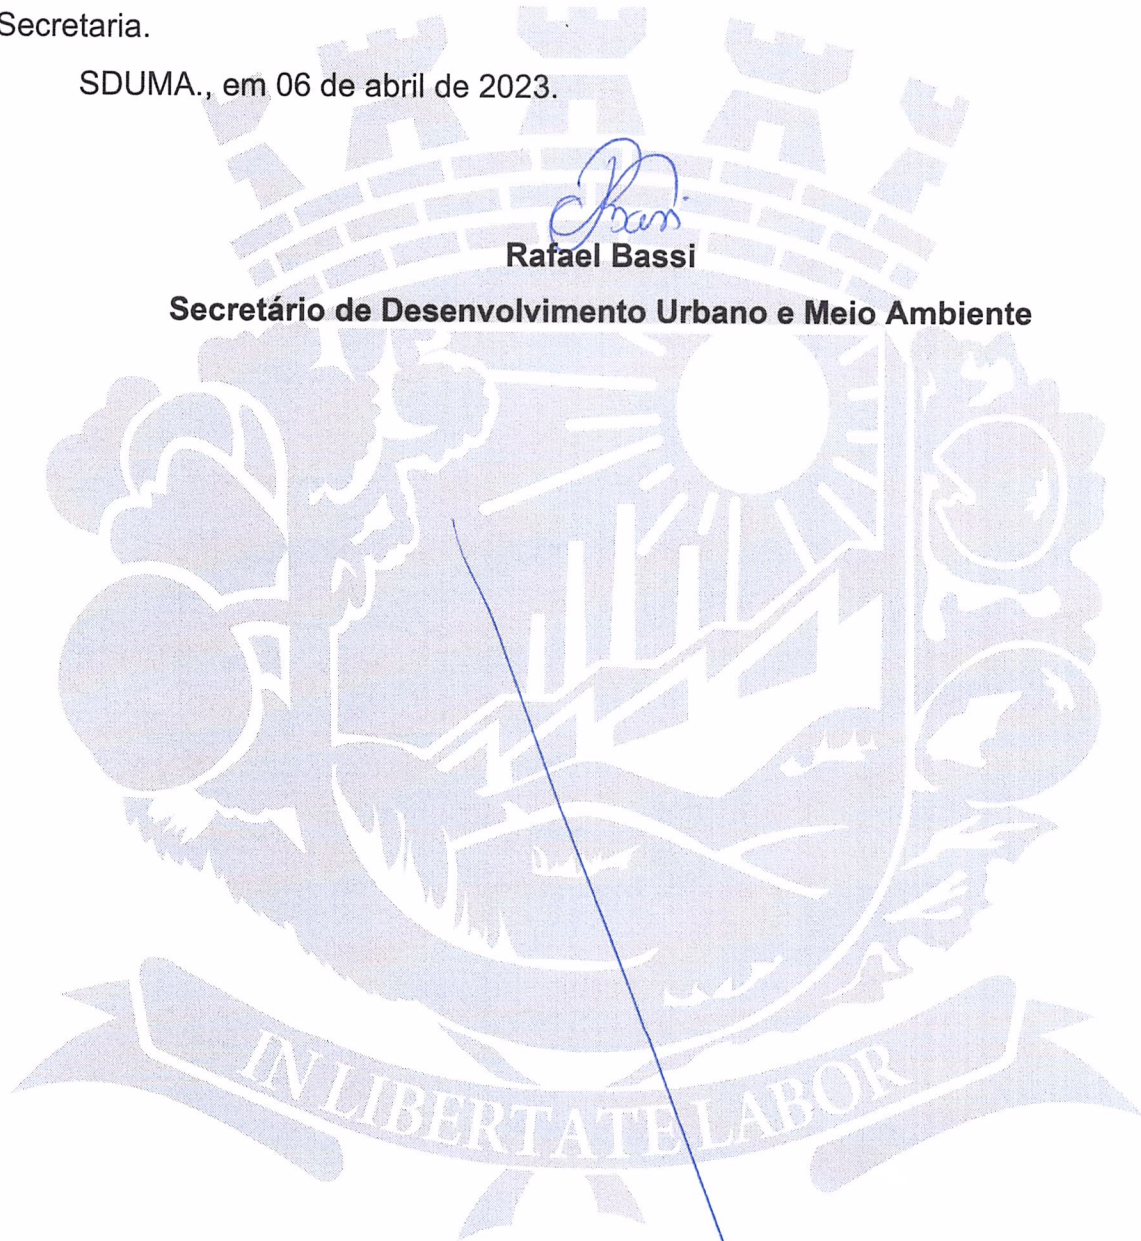 Secretaria.
SDUMA., em 06 de abril de 2023.
Bassi
Rafael Bassi
Secretário de Desenvolvimento Urbano e Meio Ambiente
IN LIBERTATE LABOR